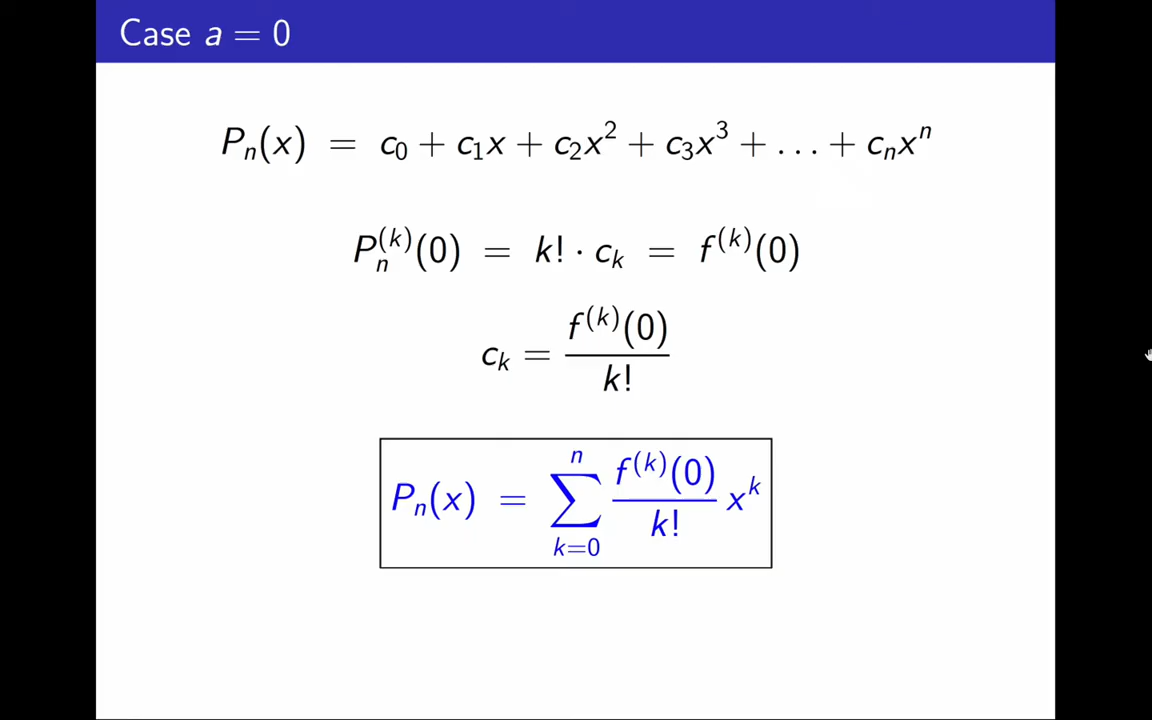 Case a = 0
Pₙ(x) = c₀ + c₁x + c₂x² + c₃x³ + … + cₙxⁿ
Pₙ⁽ᵏ⁾(0) = k! · cₖ = f⁽ᵏ⁾(0)
cₖ = f⁽ᵏ⁾(0) / k!
Pₙ(x) = ∑ₖ₌₀ⁿ f⁽ᵏ⁾(0) / k! xᵏ